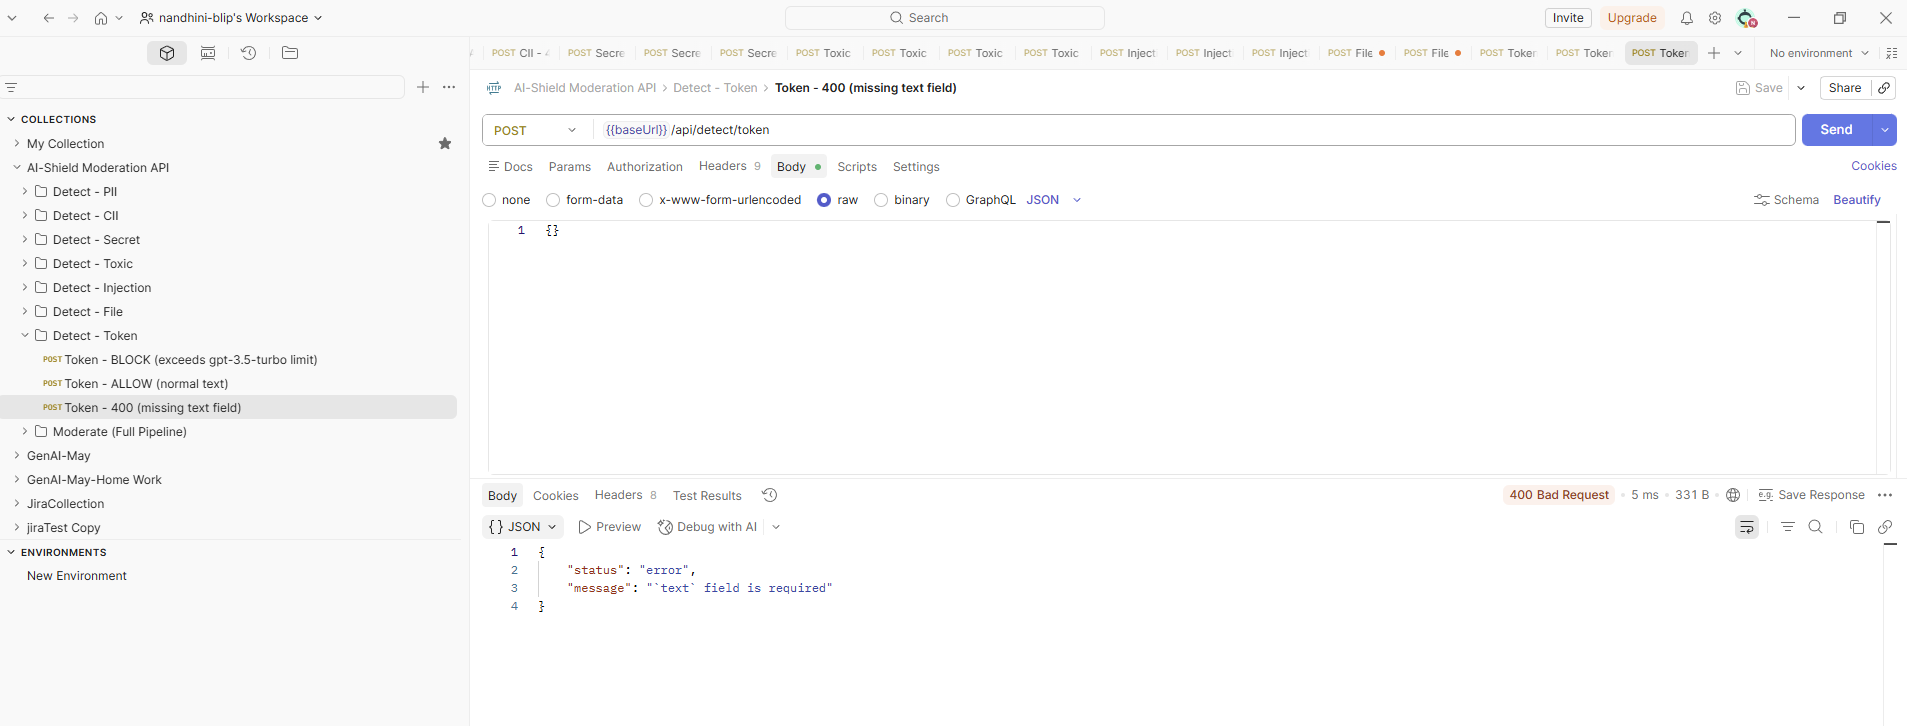 nandhini-blip's Workspace
Search
Invite
Upgrade
POST CII -
POST Secre
POST Secre
POST Secre
POST Toxic
POST Toxic
POST Toxic
POST Toxic
POST Inject
POST Inject
POST Inject
POST File
POST File
POST Token
POST Token
POST Token
No environment
AI-Shield Moderation API > Detect - Token > Token - 400 (missing text field)
Save
Share
COLLECTIONS
My Collection
AI-Shield Moderation API
Detect - PII
Detect - CII
Detect - Secret
Detect - Toxic
Detect - Injection
Detect - File
Detect - Token
POST Token - BLOCK (exceeds gpt-3.5-turbo limit)
POST Token - ALLOW (normal text)
POST Token - 400 (missing text field)
Moderate (Full Pipeline)
GenAI-May
GenAI-May-Home Work
JiraCollection
jiraTest Copy
ENVIRONMENTS
New Environment
HTTP
POST
{{baseUrl}}/api/detect/token
Send
Docs Params Authorization Headers 9 Body Scripts Settings
Cookies
none form-data x-www-form-urlencoded raw binary GraphQL JSON
Schema Beautify
1 {}
Body Cookies Headers 8 Test Results
400 Bad Request • 5 ms • 331 B
e.g. Save Response
{} JSON Preview Debug with AI
1 {
2 "status": "error",
3 "message": "`text` field is required"
4 }